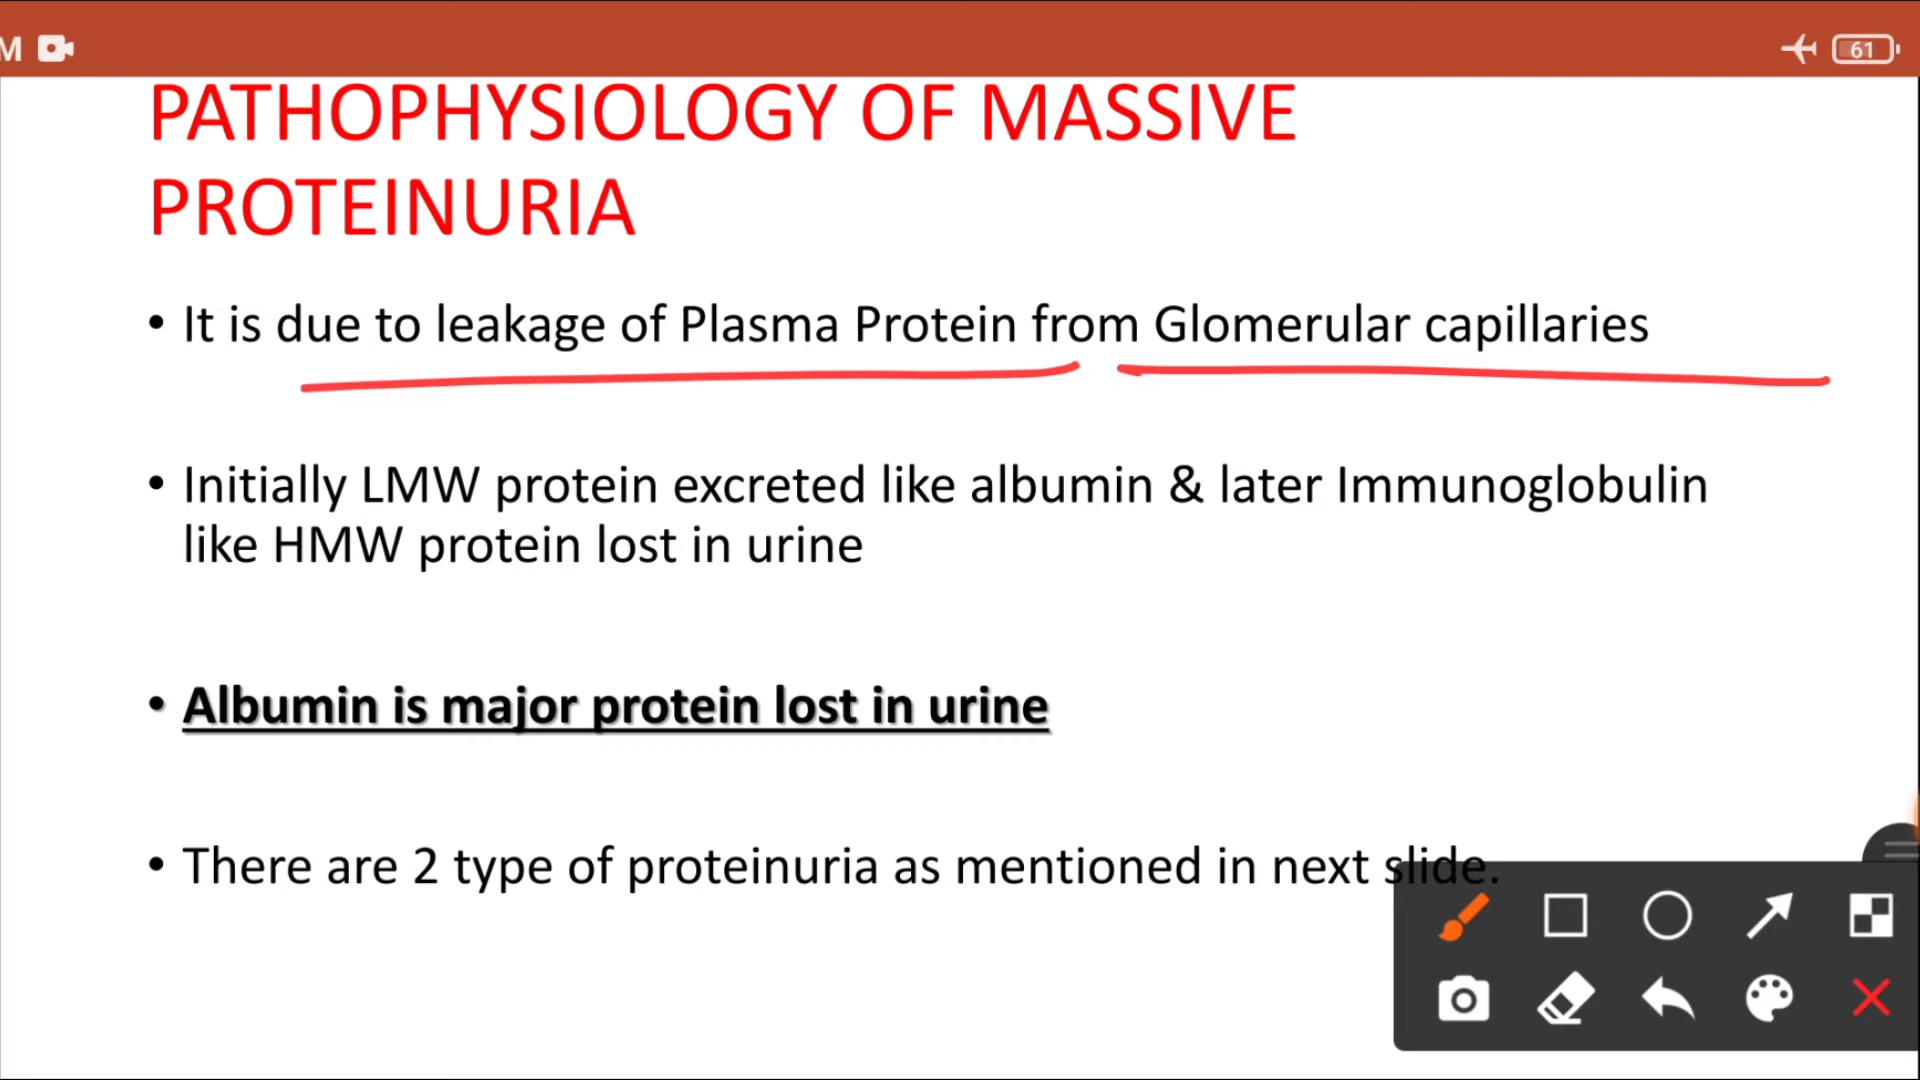 M
61
PATHOPHYSIOLOGY OF MASSIVE
PROTEINURIA
• It is due to leakage of Plasma Protein from Glomerular capillaries
• Initially LMW protein excreted like albumin & later Immunoglobulin
like HMW protein lost in urine
• Albumin is major protein lost in urine
• There are 2 type of proteinuria as mentioned in next slide.